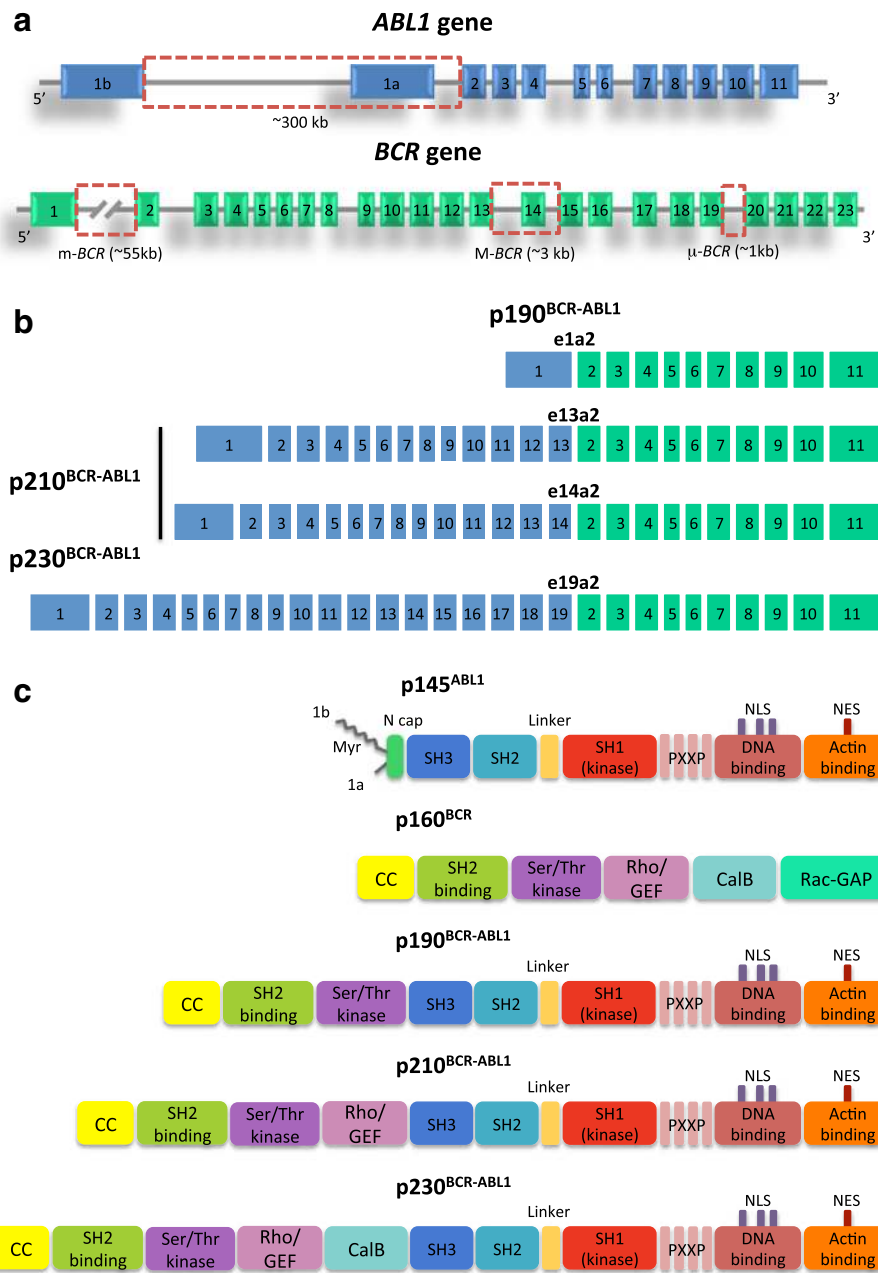 a
ABL1 gene
1b 1a 2 3 4 5 6 7 8 9 10 11
5’ 3’
~300 kb
BCR gene
1 2 3 4 5 6 7 8 9 10 11 12 13 14 15 16 17 18 19 20 21 22 23
5’ 3’
m-BCR (~55kb) M-BCR (~3 kb) µ-BCR (~1kb)
b
p190BCR-ABL1
e1a2
1 2 3 4 5 6 7 8 9 10 11
e13a2
1 2 3 4 5 6 7 8 9 10 11 12 13 2 3 4 5 6 7 8 9 10 11
p210BCR-ABL1
e14a2
1 2 3 4 5 6 7 8 9 10 11 12 13 14 2 3 4 5 6 7 8 9 10 11
p230BCR-ABL1
e19a2
1 2 3 4 5 6 7 8 9 10 11 12 13 14 15 16 17 18 19 2 3 4 5 6 7 8 9 10 11
c
p145ABL1
1b N cap Linker NLS NES
Myr
1a
SH3 SH2 SH1 (kinase) PXXP DNA binding Actin binding
p160BCR
CC SH2 binding Ser/Thr kinase Rho/ GEF CalB Rac-GAP
p190BCR-ABL1
Linker NLS NES
CC SH2 binding Ser/Thr kinase SH3 SH2 SH1 (kinase) PXXP DNA binding Actin binding
p210BCR-ABL1
Linker NLS NES
CC SH2 binding Ser/Thr kinase Rho/ GEF SH3 SH2 SH1 (kinase) PXXP DNA binding Actin binding
p230BCR-ABL1
Linker NLS NES
CC SH2 binding Ser/Thr kinase Rho/ GEF CalB SH3 SH2 SH1 (kinase) PXXP DNA binding Actin binding